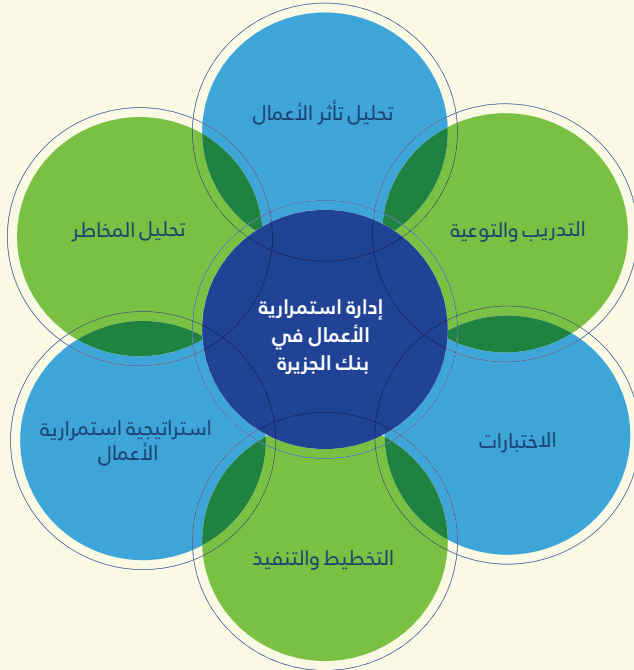 تحليل تأثر الأعمال
التدريب والتوعية
تحليل المخاطر
إدارة استمرارية
الأعمال في
بنك الجزيرة
الاختبارات
استراتيجية استمرارية
الأعمال
التخطيط والتنفيذ